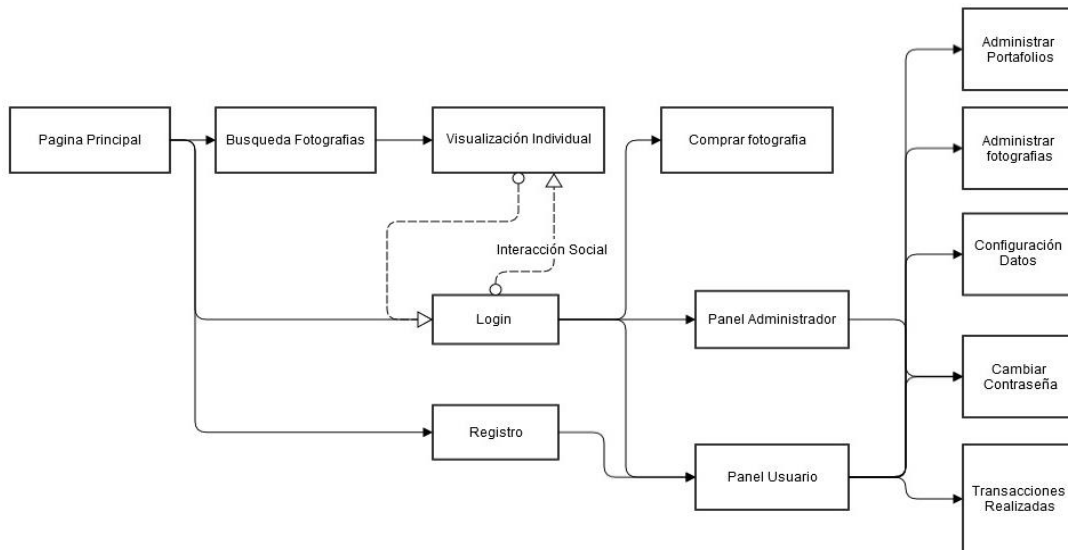 Administrar
Portafolios
Pagina Principal
Busqueda Fotografias
Visualización Individual
Comprar fotografia
Administrar
fotografias
Interacción Social
Configuración
Datos
Login
Panel Administrador
Cambiar
Contraseña
Registro
Panel Usuario
Transacciones
Realizadas